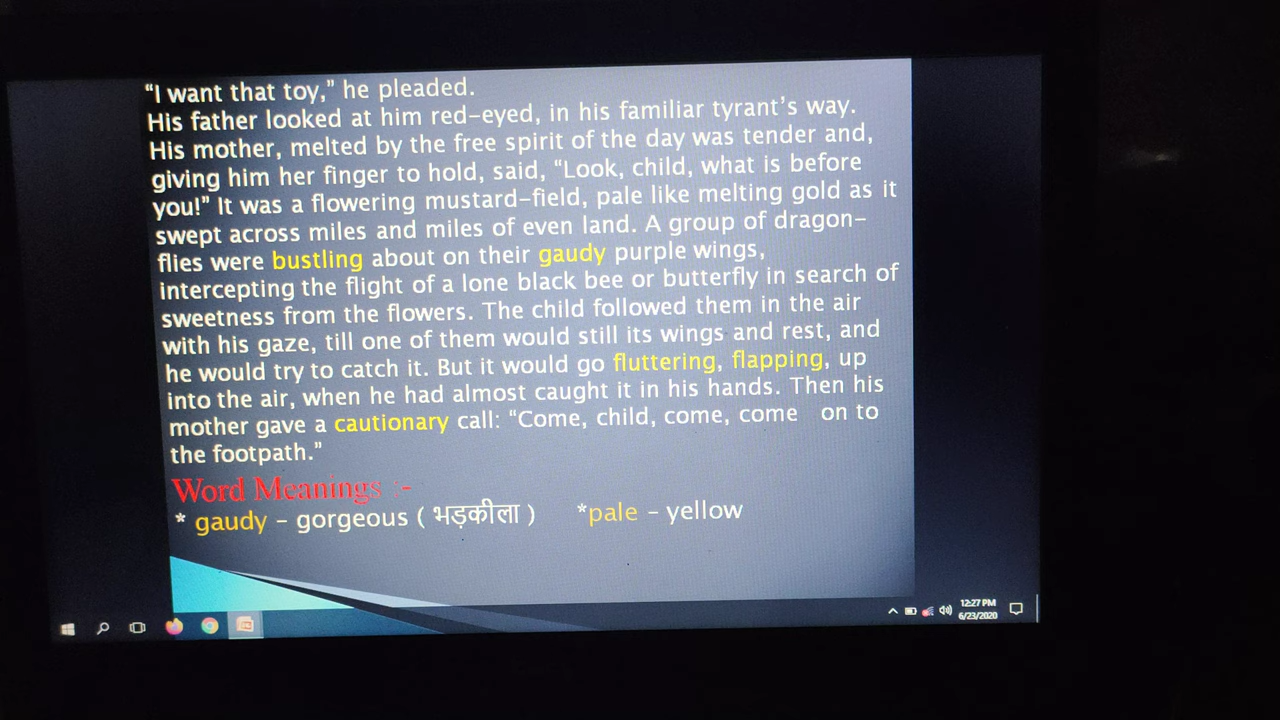 “I want that toy,” he pleaded.
His father looked at him red-eyed, in his familiar tyrant’s way.
His mother, melted by the free spirit of the day was tender and,
giving him her finger to hold, said, “Look, child, what is before
you!” It was a flowering mustard-field, pale like melting gold as it
swept across miles and miles of even land. A group of dragon-
flies were bustling about on their gaudy purple wings,
intercepting the flight of a lone black bee or butterfly in search of
sweetness from the flowers. The child followed them in the air
with his gaze, till one of them would still its wings and rest, and
he would try to catch it. But it would go fluttering, flapping, up
into the air, when he had almost caught it in his hands. Then his
mother gave a cautionary call: “Come, child, come, come on to
the footpath.”
Word Meanings :-
* gaudy – gorgeous ( भड़कीला ) *pale – yellow
12:27 PM
6/23/2020